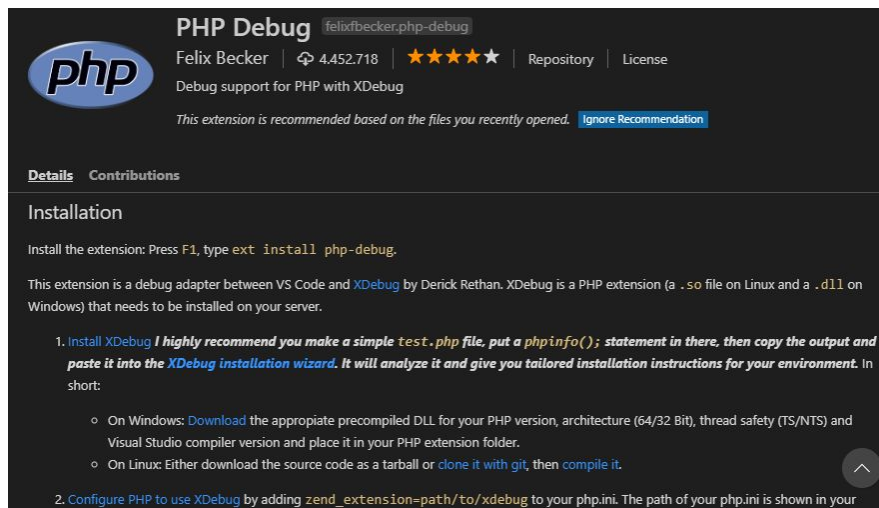 PHP Debug felixfbecker.php-debug
php
Felix Becker 4.452.718 Repository License
Debug support for PHP with XDebug
This extension is recommended based on the files you recently opened. Ignore Recommendation
Details Contributions
Installation
Install the extension: Press F1, type ext install php-debug.
This extension is a debug adapter between VS Code and XDebug by Derick Rethan. XDebug is a PHP extension (a .so file on Linux and a .dll on
Windows) that needs to be installed on your server.
1. Install XDebug I highly recommend you make a simple test.php file, put a phpinfo(); statement in there, then copy the output and
paste it into the XDebug installation wizard. It will analyze it and give you tailored installation instructions for your environment. In
short:
On Windows: Download the appropiate precompiled DLL for your PHP version, architecture (64/32 Bit), thread safety (TS/NTS) and
Visual Studio compiler version and place it in your PHP extension folder.
On Linux: Either download the source code as a tarball or clone it with git, then compile it.
2. Configure PHP to use XDebug by adding zend_extension=path/to/xdebug to your php.ini. The path of your php.ini is shown in your